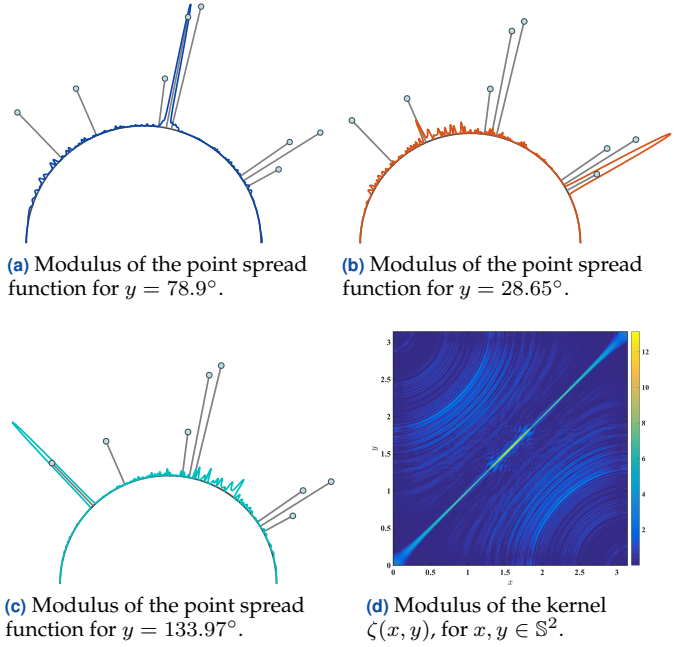 (a) Modulus of the point spread
function for y = 78.9°.
(b) Modulus of the point spread
function for y = 28.65°.
3
2.5
2
1.5
1
0.5
0
y
0
0.5
1
1.5
2
2.5
3
x
12
10
8
6
4
2
(c) Modulus of the point spread
function for y = 133.97°.
(d) Modulus of the kernel
ζ(x, y), for x, y ∈ 𝕊².